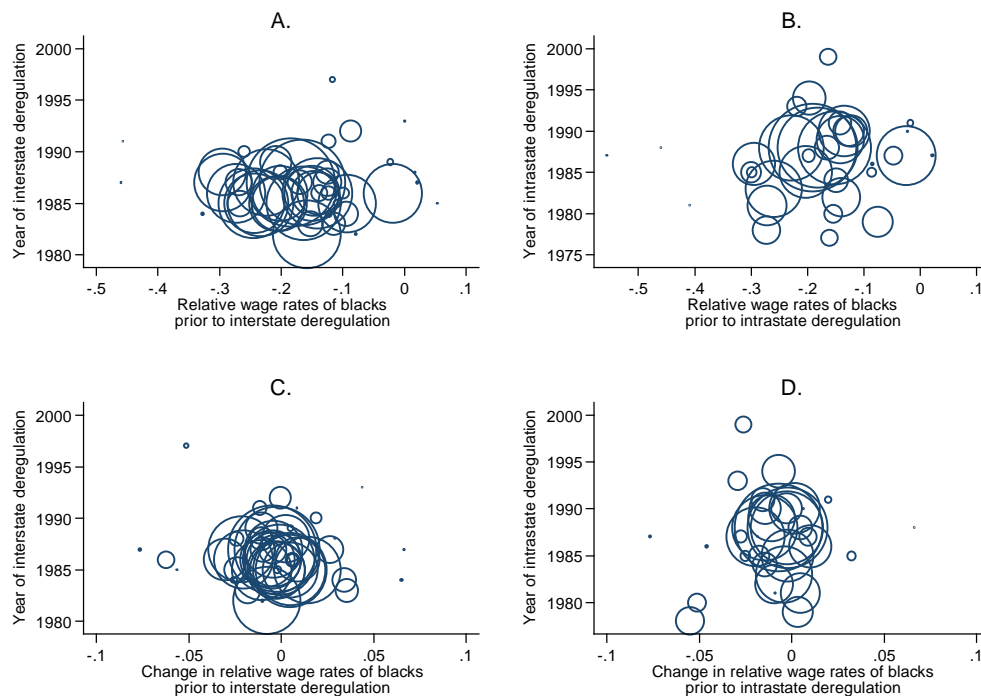 A.
Year of interstate deregulation
2000
1995
1990
1985
1980
-.5 -.4 -.3 -.2 -.1 0 .1
Relative wage rates of blacks
prior to interstate deregulation
B.
Year of intrastate deregulation
2000
1995
1990
1985
1980
1975
-.5 -.4 -.3 -.2 -.1 0 .1
Relative wage rates of blacks
prior to intrastate deregulation
C.
Year of interstate deregulation
2000
1995
1990
1985
1980
-.1 -.05 0 .05 .1
Change in relative wage rates of blacks
prior to interstate deregulation
D.
Year of intrastate deregulation
2000
1995
1990
1985
1980
-.1 -.05 0 .05 .1
Change in relative wage rates of blacks
prior to intrastate deregulation